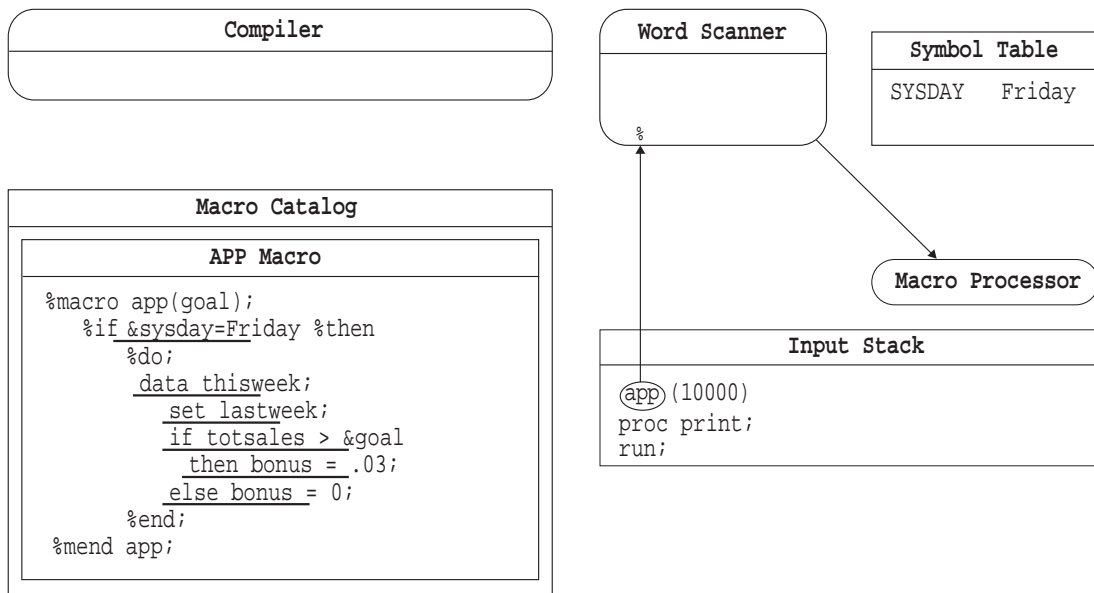 Compiler
Word Scanner
%
Symbol Table
SYSDAY Friday
Macro Catalog
APP Macro
%macro app(goal);
%if &sysday=Friday %then
%do;
data thisweek;
set lastweek;
if totsales > &goal
then bonus = .03;
else bonus = 0;
%end;
%mend app;
Macro Processor
Input Stack
app (10000)
proc print;
run;